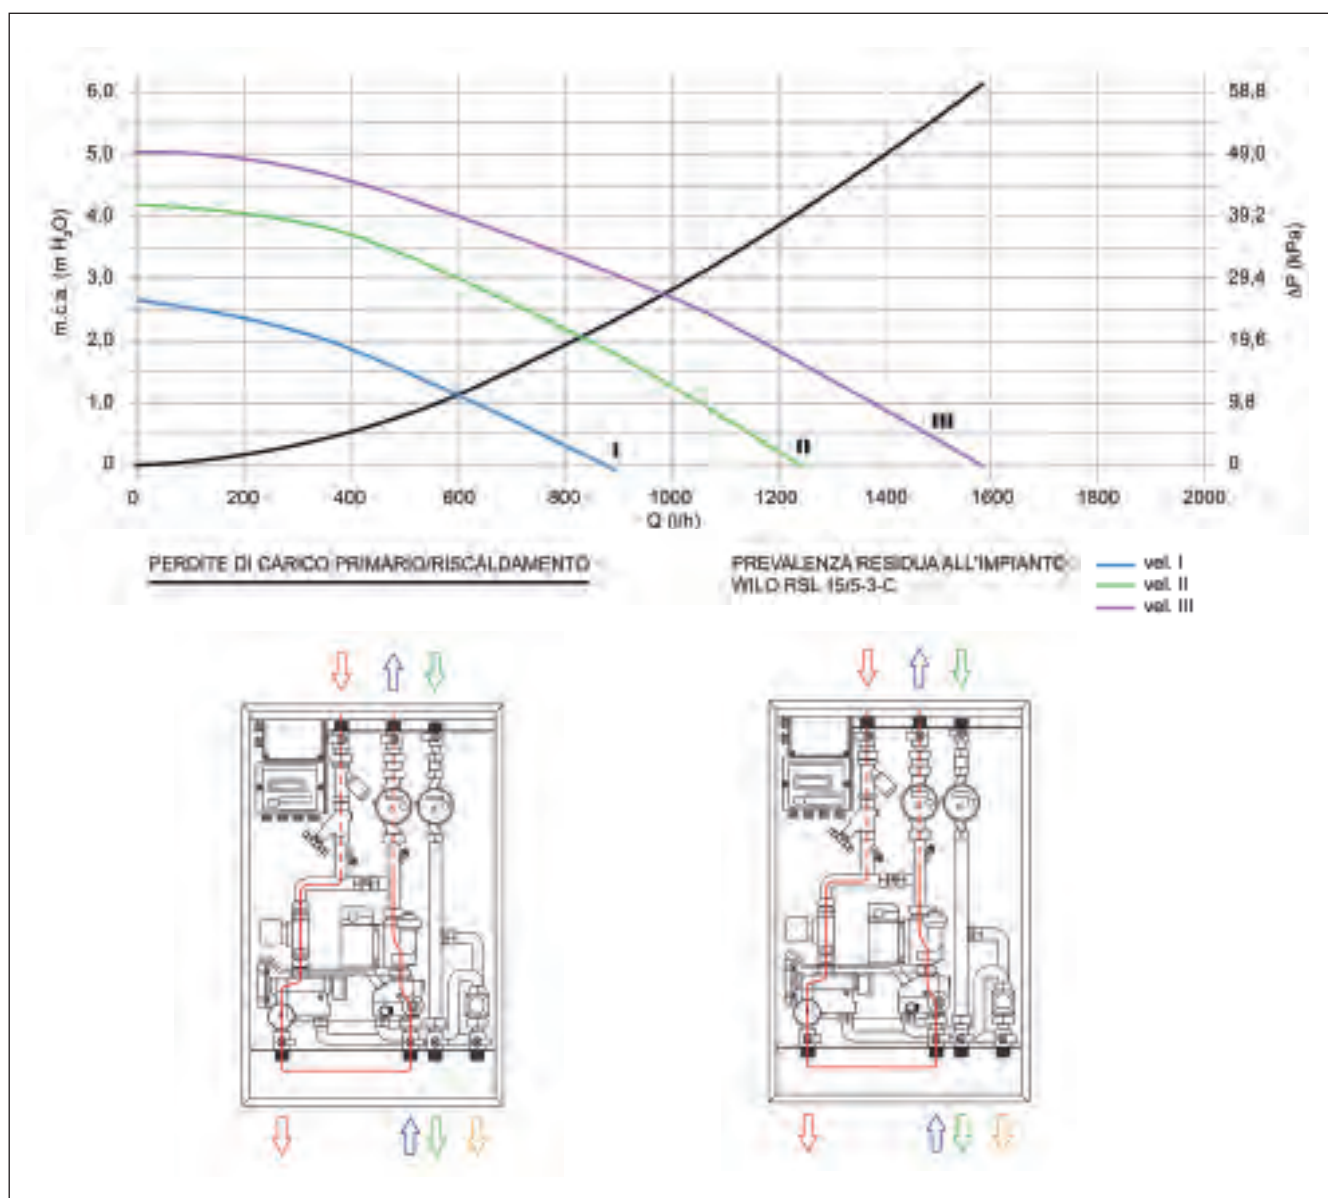 6,0
5,0
4,0
3,0
2,0
1,0
0
m.c.a. (m H₂O)
58,8
49,0
39,2
29,4
19,6
9,8
0
ΔP (kPa)
I
II
III
0 200 400 600 800 1000 1200 1400 1600 1800 2000
Q (l/h)
PERDITE DI CARICO PRIMARIO/RISCALDAMENTO
PREVALENZA RESIDUA ALL'IMPIANTO
WILO RSL 15/5-3-C
vel. I
vel. II
vel. III